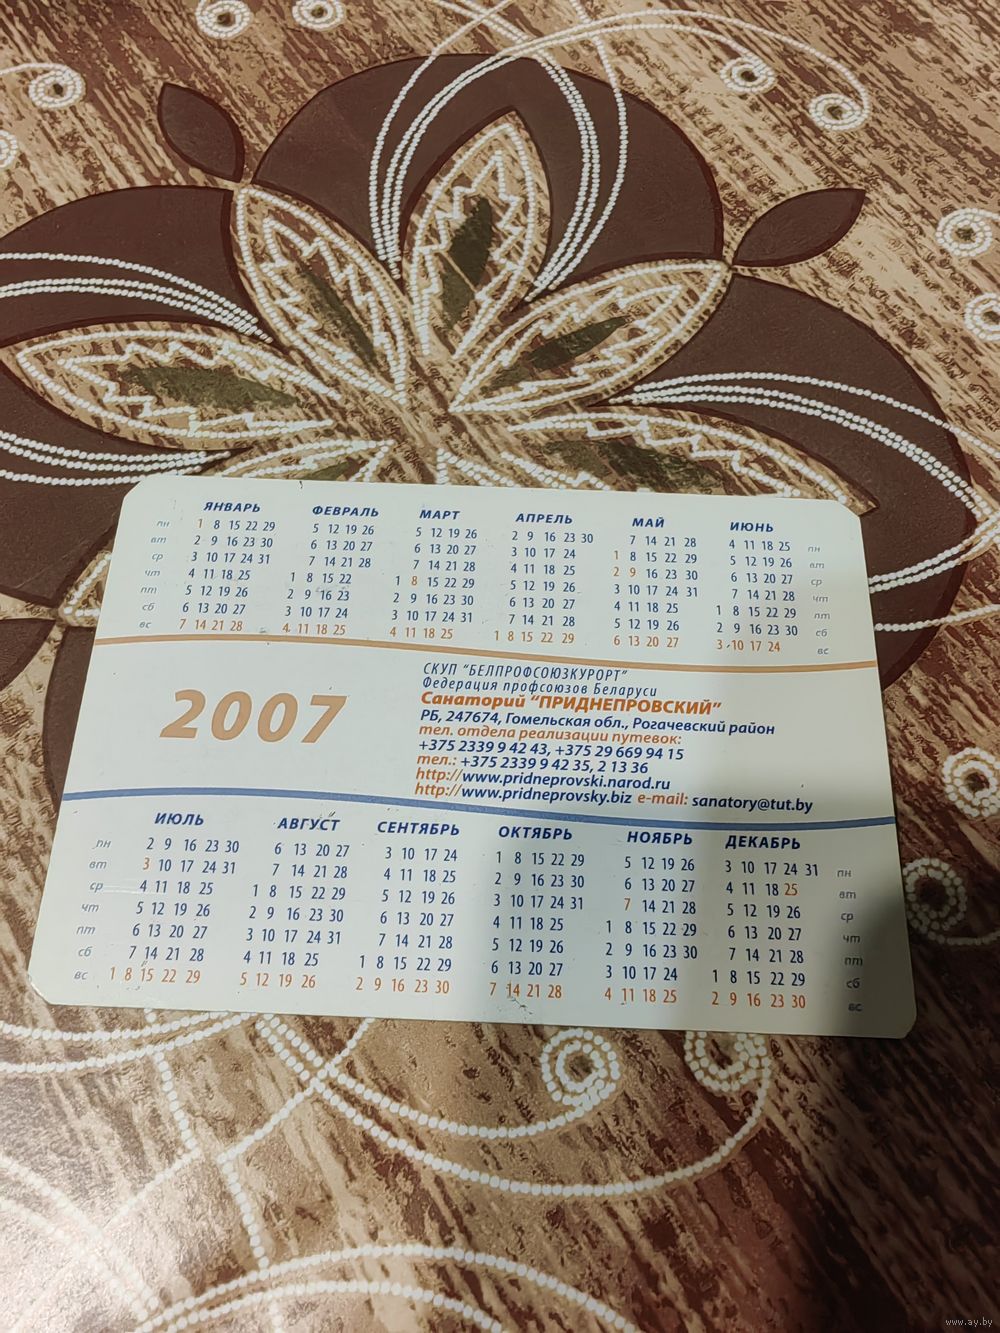 ЯНВАРЬ ФЕВРАЛЬ МАРТ АПРЕЛЬ МАЙ ИЮНЬ
пн 1 8 15 22 29 5 12 19 26 5 12 19 26 2 9 16 23 30 7 14 21 28 4 11 18 25 пн
вт 2 9 16 23 30 6 13 20 27 6 13 20 27 3 10 17 24 1 8 15 22 29 5 12 19 26 вт
ср 3 10 17 24 31 7 14 21 28 7 14 21 28 4 11 18 25 2 9 16 23 30 6 13 20 27 ср
чт 4 11 18 25 1 8 15 22 1 8 15 22 29 5 12 19 26 3 10 17 24 31 7 14 21 28 чт
пт 5 12 19 26 2 9 16 23 2 9 16 23 30 6 13 20 27 4 11 18 25 1 8 15 22 29 пт
сб 6 13 20 27 3 10 17 24 3 10 17 24 31 7 14 21 28 5 12 19 26 2 9 16 23 30 сб
вс 7 14 21 28 4 11 18 25 4 11 18 25 1 8 15 22 29 6 13 20 27 3 10 17 24 вс
2007
СКУП "БЕЛПРОФСОЮЗКУРОРТ"
Федерация профсоюзов Беларуси
Санаторий "ПРИДНЕПРОВСКИЙ"
РБ, 247674, Гомельская обл., Рогачевский район
тел. отдела реализации путевок:
+375 2339 9 42 43, +375 29 669 94 15
тел.: +375 2339 9 42 35, 2 13 36
http://www.pridneprovski.narod.ru
http://www.pridneprovsky.biz e-mail: sanatory@tut.by
ИЮЛЬ АВГУСТ СЕНТЯБРЬ ОКТЯБРЬ НОЯБРЬ ДЕКАБРЬ
пн 2 9 16 23 30 6 13 20 27 3 10 17 24 1 8 15 22 29 5 12 19 26 3 10 17 24 31 пн
вт 3 10 17 24 31 7 14 21 28 4 11 18 25 2 9 16 23 30 6 13 20 27 4 11 18 25 вт
ср 4 11 18 25 1 8 15 22 29 5 12 19 26 3 10 17 24 31 7 14 21 28 5 12 19 26 ср
чт 5 12 19 26 2 9 16 23 30 6 13 20 27 4 11 18 25 1 8 15 22 29 6 13 20 27 чт
пт 6 13 20 27 3 10 17 24 31 7 14 21 28 5 12 19 26 2 9 16 23 30 7 14 21 28 пт
сб 7 14 21 28 4 11 18 25 1 8 15 22 29 6 13 20 27 3 10 17 24 1 8 15 22 29 сб
вс 1 8 15 22 29 5 12 19 26 2 9 16 23 30 7 14 21 28 4 11 18 25 2 9 16 23 30 вс
www.ay.by